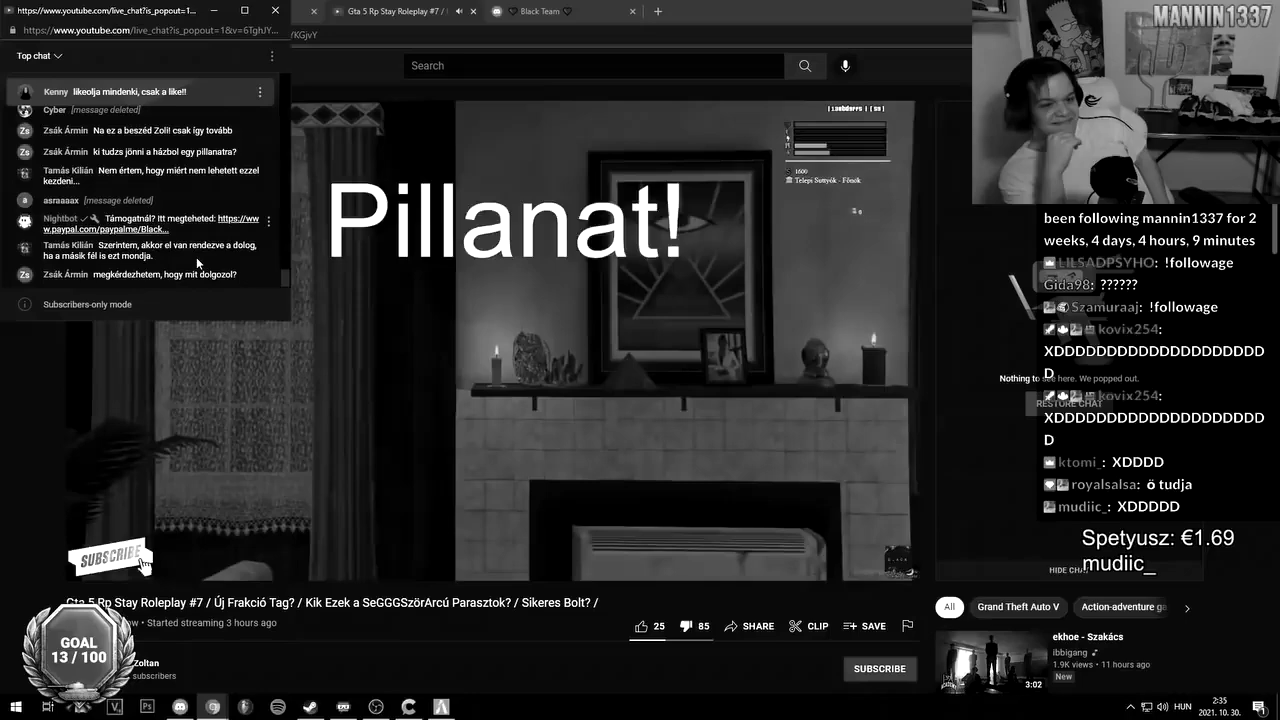 https://www.youtube.com/live_chat?is_popout=1&v=6TghJY...
https://www.youtube.com/live_chat?is_popout=1&v=6TghJY...
Gta 5 Rp Stay Roleplay #7 /
Black Team
KGjvY
MANNIN1337
Top chat
Search
Kenny likeolja mindenki, csak a like!!
Cyber [message deleted]
Zsák Ármin Na ez a beszéd Zoli! csak így tovább
Zsák Ármin ki tudzs jönni a házbol egy pillanatra?
Tamás Kilián Nem értem, hogy miért nem lehetett ezzel
kezdeni...
asraaaax [message deleted]
Nightbot Támogatnál? Itt megteheted: https://ww
w.paypal.com/paypalme/Black...
Tamás Kilián Szerintem, akkor el van rendezve a dolog,
ha a másik fél is ezt mondja.
Zsák Ármin megkérdezhetem, hogy mit dolgozol?
Subscribers-only mode
Pillanat!
$ 1600
Telepi Suttyók - Főnök
been following mannin1337 for 2
weeks, 4 days, 4 hours, 9 minutes
LILSADPSYHO: !followage
Gida98: ??????
Szamuraaj: !followage
kovix254:
XDDDDDDDDDDDDDDDDDDDD
D
Nothing to see here. We popped out.
RESTORE CHAT
kovix254:
XDDDDDDDDDDDDDDDDDDDD
D
ktomi_: XDDDD
royalsalsa: ö tudja
mudiic_: XDDDDD
Spetyusz: €1.69
mudiic_
HIDE CHAT
SUBSCRIBE
Gta 5 Rp Stay Roleplay #7 / Új Frakció Tag? / Kik Ezek a SeGGGSzörArcú Parasztok? / Sikeres Bolt? /
Started streaming 3 hours ago
25
85
SHARE
CLIP
SAVE
GOAL
13 / 100
Zoltan
subscribers
SUBSCRIBE
All
Grand Theft Auto V
Action-adventure ga
ekhoe - Szakács
ibbigang
1.9K views • 11 hours ago
New
3:02
Ps
HUN
2:35
2021. 10. 30.